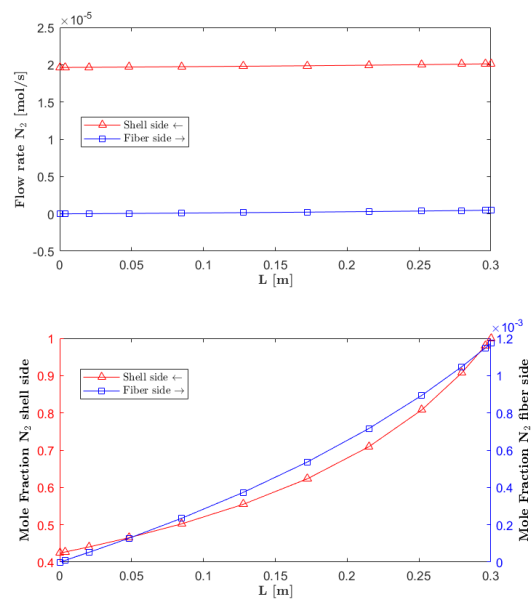 ×10⁻⁵
2.5
2
1.5
1
0.5
0
-0.5
Flow rate N₂ [mol/s]
Shell side ←
Fiber side →
0 0.05 0.1 0.15 0.2 0.25 0.3
L [m]
×10⁻³
1
0.9
0.8
0.7
0.6
0.5
0.4
Mole Fraction N₂ shell side
Shell side ←
Fiber side →
1.2
1
0.8
0.6
0.4
0.2
0
Mole Fraction N₂ fiber side
0 0.05 0.1 0.15 0.2 0.25 0.3
L [m]